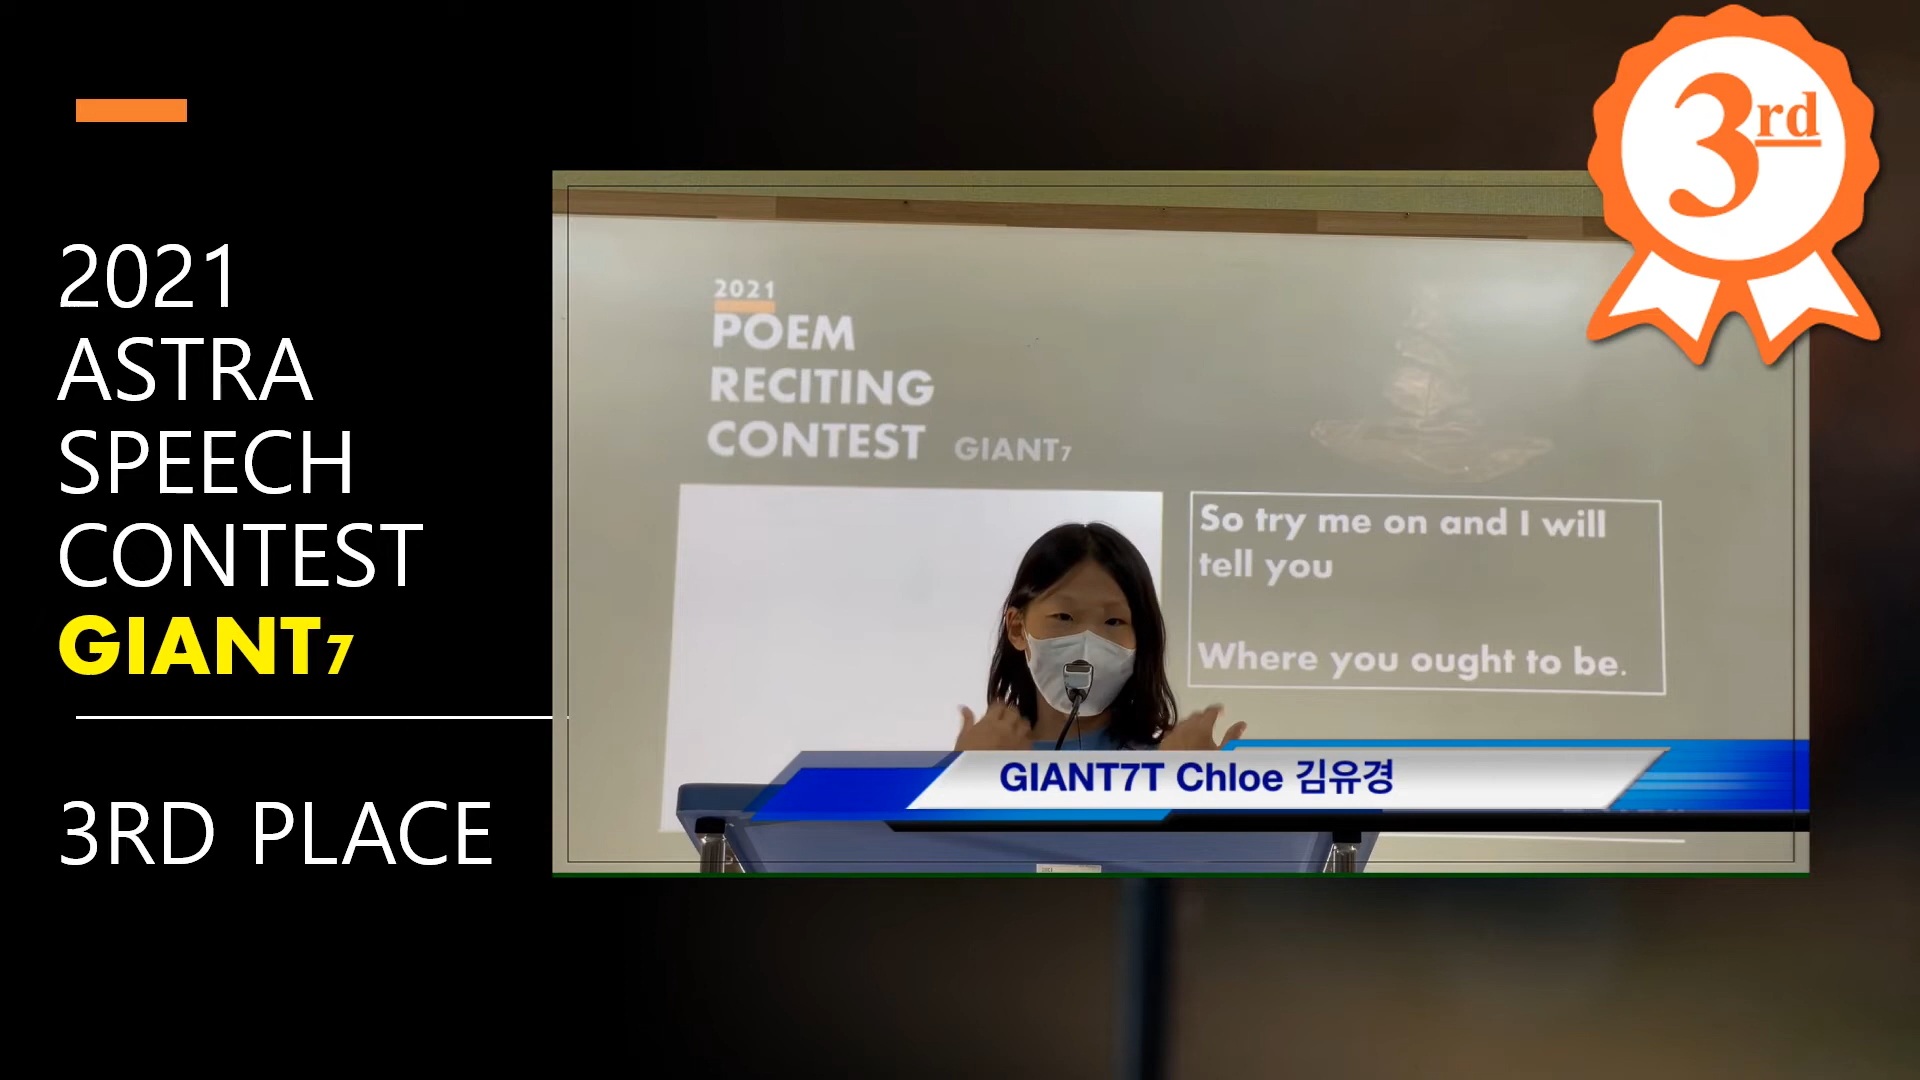 2021
ASTRA
SPEECH
CONTEST
GIANT7
3RD PLACE
3rd
2021
POEM
RECITING
CONTEST GIANT7
So try me on and I will
tell you
Where you ought to be.
GIANT7T Chloe 김유경